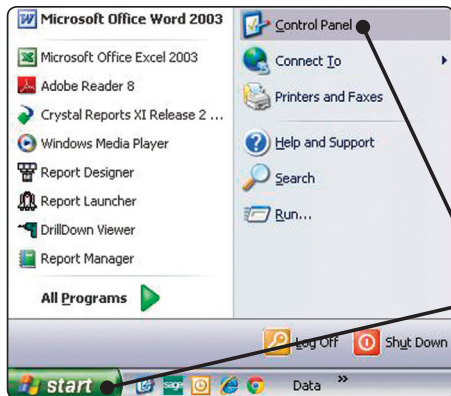 Microsoft Office Word 2003
Microsoft Office Excel 2003
Adobe Reader 8
Crystal Reports XI Release 2 ...
Windows Media Player
Report Designer
Report Launcher
DrillDown Viewer
Report Manager
All Programs
Control Panel
Connect To
Printers and Faxes
Help and Support
Search
Run...
Log Off
Shut Down
start
sage
Data »